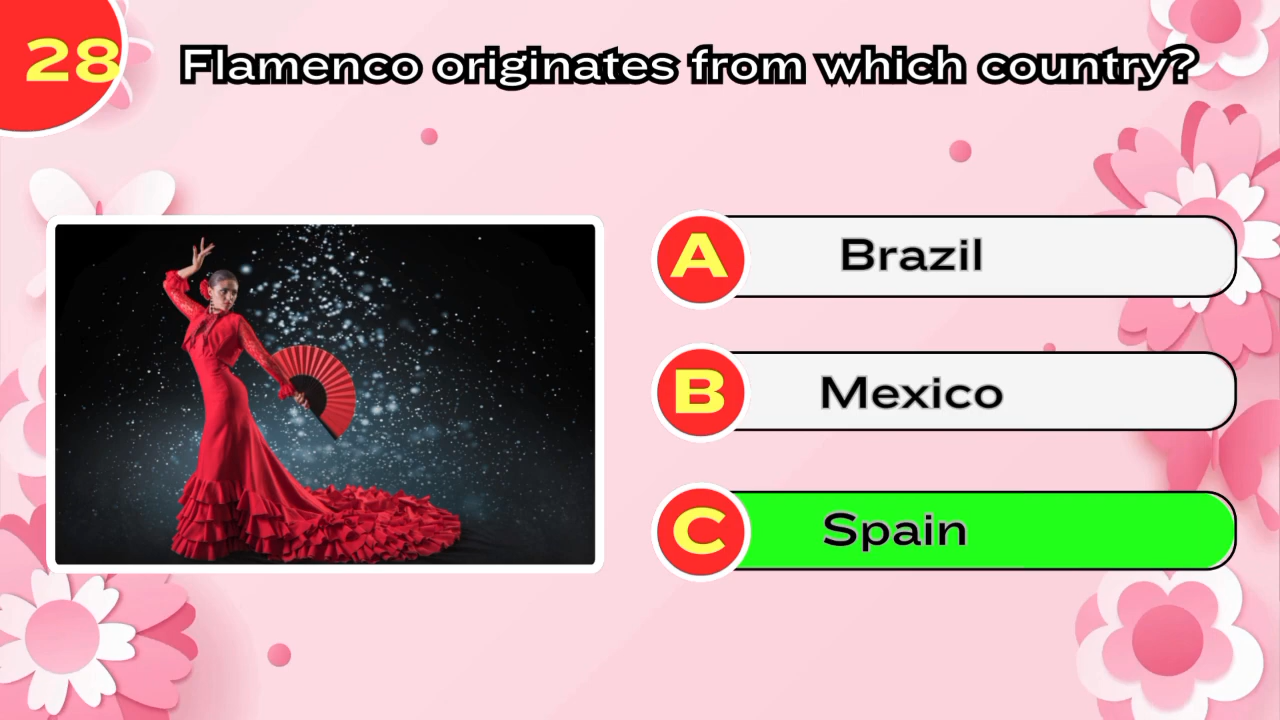 28
Flamenco originates from which country?
A
Brazil
B
Mexico
C
Spain